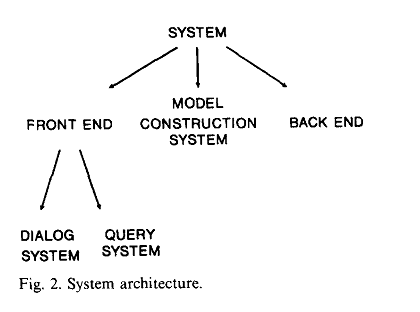 SYSTEM
FRONT END
MODEL
CONSTRUCTION
SYSTEM
BACK END
DIALOG
SYSTEM
QUERY
SYSTEM
Fig. 2. System architecture.